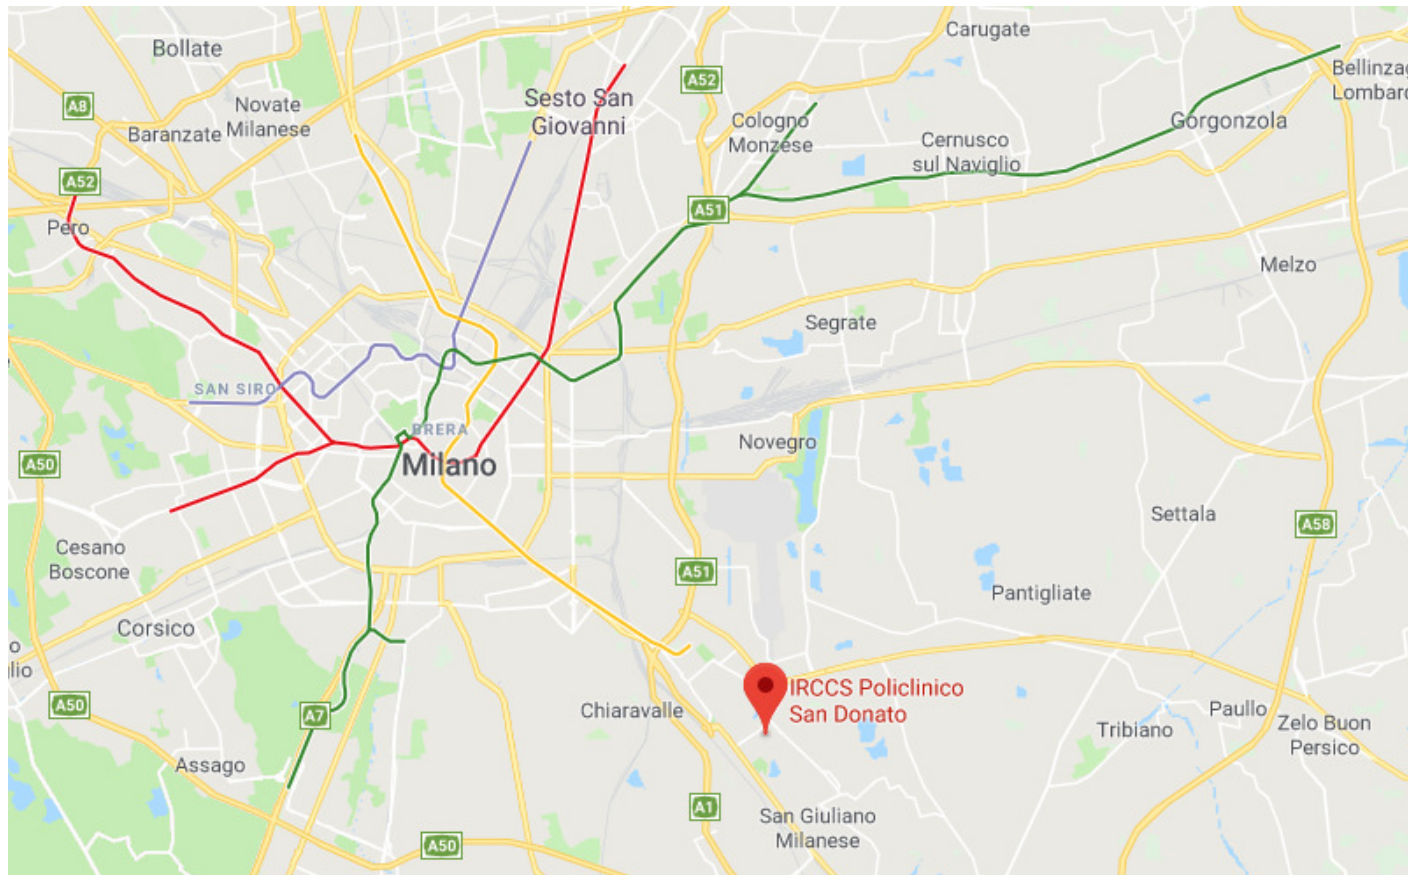 Carugate
Bollate
A52
Bellinzag
Lombard
Sesto San
Giovanni
A8
Novate
Milanese
Baranzate
Cologno
Monzese
Gorgonzola
Cernusco
sul Naviglio
A52
A51
Pero
Melzo
Segrate
SAN SIRO
BRERA
Novegro
Milano
A50
Settala
A58
Cesano
Boscone
A51
Pantigliate
Corsico
o
glio
IRCCS Policlinico
San Donato
A50
A7
Chiaravalle
Paullo
Tribiano
Zelo Buon
Persico
Assago
A1
San Giuliano
Milanese
A50